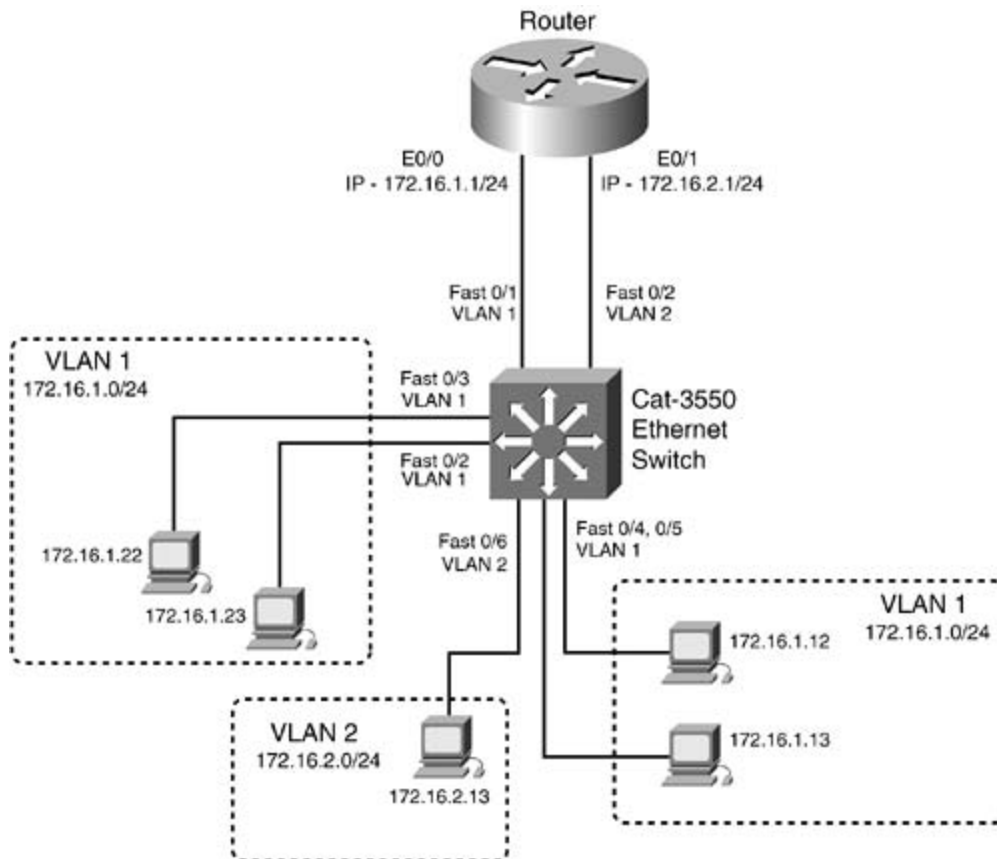 Router
E0/0
IP - 172.16.1.1/24
E0/1
IP - 172.16.2.1/24
Fast 0/1
VLAN 1
Fast 0/2
VLAN 2
VLAN 1
172.16.1.0/24
Fast 0/3
VLAN 1
Fast 0/2
VLAN 1
Cat-3550
Ethernet
Switch
172.16.1.22
172.16.1.23
Fast 0/6
VLAN 2
Fast 0/4, 0/5
VLAN 1
VLAN 1
172.16.1.0/24
172.16.1.12
172.16.1.13
VLAN 2
172.16.2.0/24
172.16.2.13